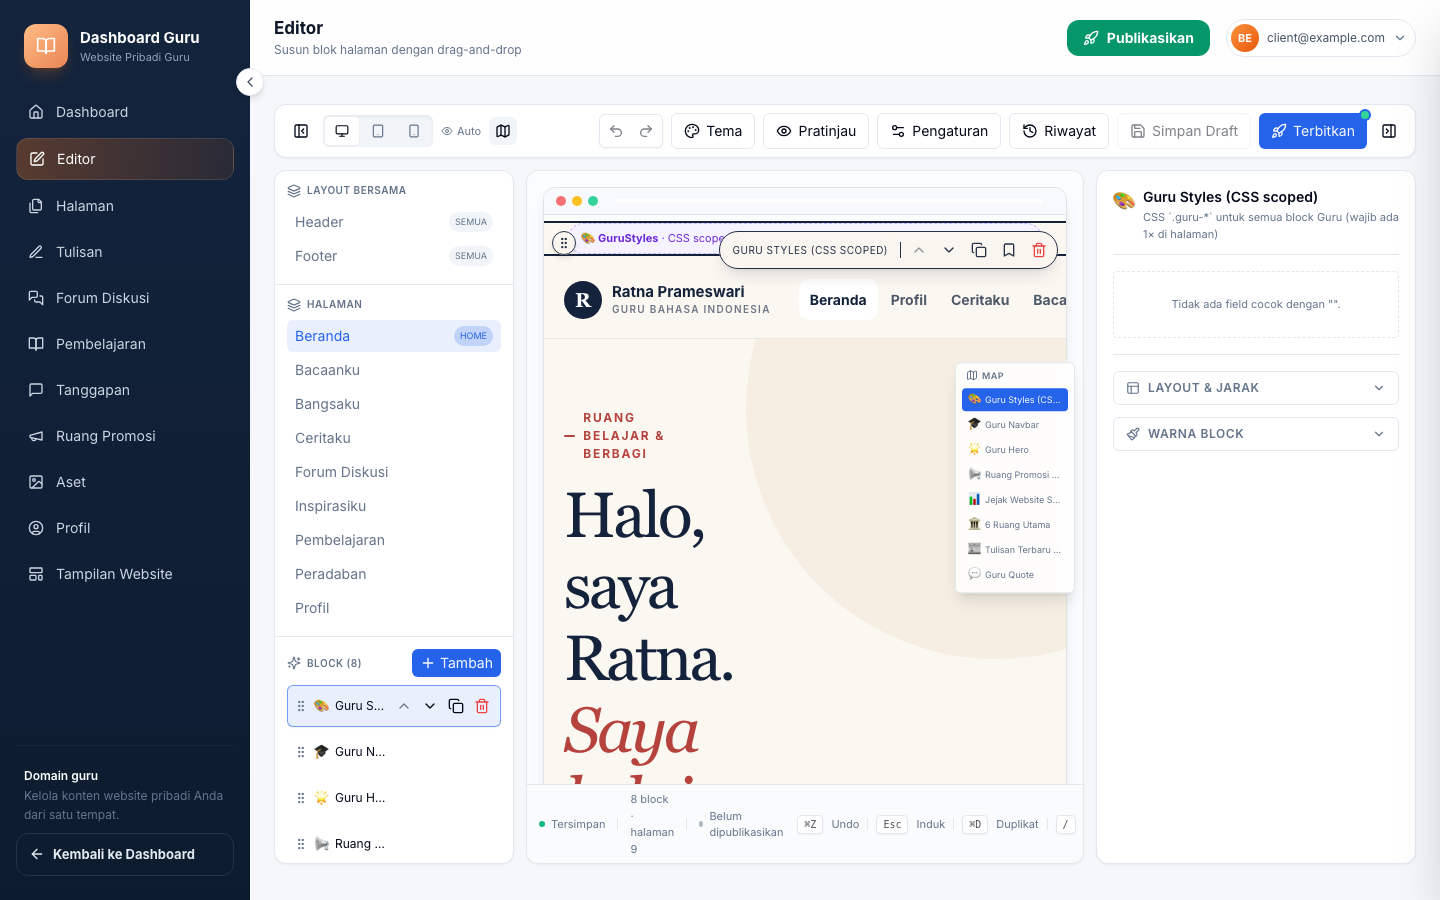 Dashboard Guru
Website Pribadi Guru
Dashboard
Editor
Halaman
Tulisan
Forum Diskusi
Pembelajaran
Tanggapan
Ruang Promosi
Aset
Profil
Tampilan Website
Domain guru
Kelola konten website pribadi Anda
dari satu tempat.
Kembali ke Dashboard
Editor
Susun blok halaman dengan drag-and-drop
Publikasikan
BE
client@example.com
Auto
Tema
Pratinjau
Pengaturan
Riwayat
Simpan Draft
Terbitkan
LAYOUT BERSAMA
Header SEMUA
Footer SEMUA
HALAMAN
Beranda HOME
Bacaanku
Bangsaku
Ceritaku
Forum Diskusi
Inspirasiku
Pembelajaran
Peradaban
Profil
BLOCK (8)
Tambah
Guru S...
Guru N...
Guru H...
Ruang ...
GuruStyles · CSS scope
GURU STYLES (CSS SCOPED)
R
Ratna Prameswari
GURU BAHASA INDONESIA
Beranda
Profil
Ceritaku
Baca
RUANG
BELAJAR &
BERBAGI
Halo,
saya
Ratna.
Saya
MAP
Guru Styles (CS...
Guru Navbar
Guru Hero
Ruang Promosi ...
Jejak Website S...
6 Ruang Utama
Tulisan Terbaru ...
Guru Quote
Tersimpan
8 block
·
halaman
9
Belum
dipublikasikan
⌘Z Undo
Esc Induk
⌘D Duplikat
/
Guru Styles (CSS scoped)
CSS `.guru-*` untuk semua block Guru (wajib ada
1× di halaman)
Tidak ada field cocok dengan "".
LAYOUT & JARAK
WARNA BLOCK